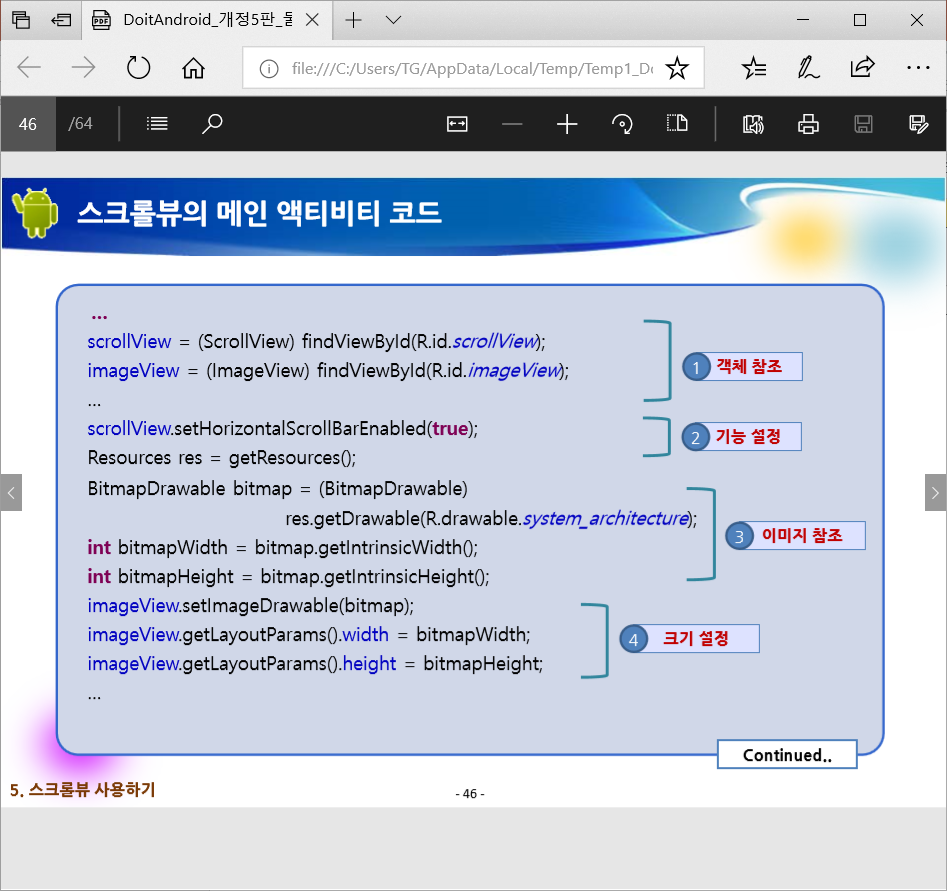 DoitAndroid_개정5판_둘
file:///C:/Users/TG/AppData/Local/Temp/Temp1_Do
46 /64
스크롤뷰의 메인 액티비티 코드
...
scrollView = (ScrollView) findViewById(R.id.scrollView);
imageView = (ImageView) findViewById(R.id.imageView);
1 객체 참조
...
scrollView.setHorizontalScrollBarEnabled(true);
2 기능 설정
Resources res = getResources();
BitmapDrawable bitmap = (BitmapDrawable)
res.getDrawable(R.drawable.system_architecture);
3 이미지 참조
int bitmapWidth = bitmap.getIntrinsicWidth();
int bitmapHeight = bitmap.getIntrinsicHeight();
imageView.setImageDrawable(bitmap);
imageView.getLayoutParams().width = bitmapWidth;
4 크기 설정
imageView.getLayoutParams().height = bitmapHeight;
...
Continued..
5. 스크롤뷰 사용하기
- 46 -